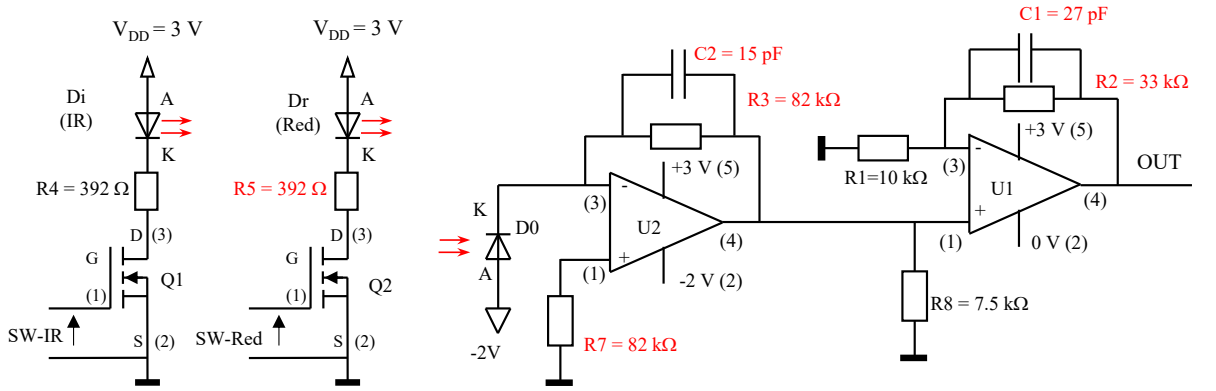 V_DD = 3 V
Di
(IR)
A
K
R4 = 392 Ω
D
(3)
G
(1)
Q1
SW-IR
S
(2)
V_DD = 3 V
Dr
(Red)
A
K
R5 = 392 Ω
D
(3)
G
(1)
Q2
SW-Red
S
(2)
C2 = 15 pF
R3 = 82 kΩ
+3 V (5)
-
(3)
U2
(4)
+
(1)
-2 V (2)
K
D0
A
-2V
R7 = 82 kΩ
C1 = 27 pF
R2 = 33 kΩ
+3 V (5)
-
(3)
R1=10 kΩ
U1
OUT
(4)
+
(1)
0 V (2)
R8 = 7.5 kΩ